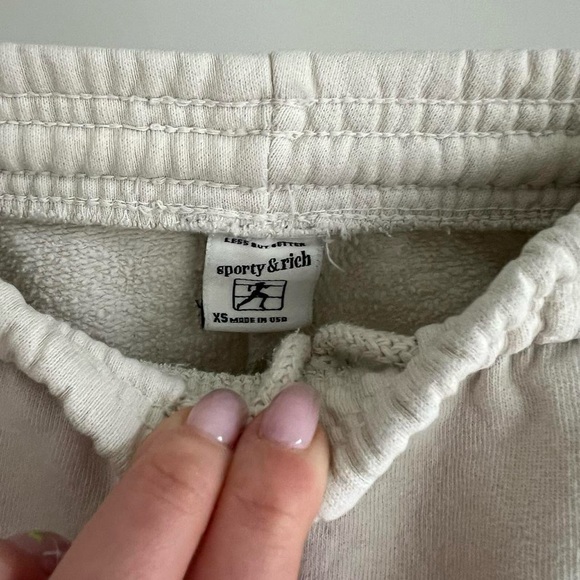 LESS BUT BETTER
sporty & rich
XS MADE IN USA